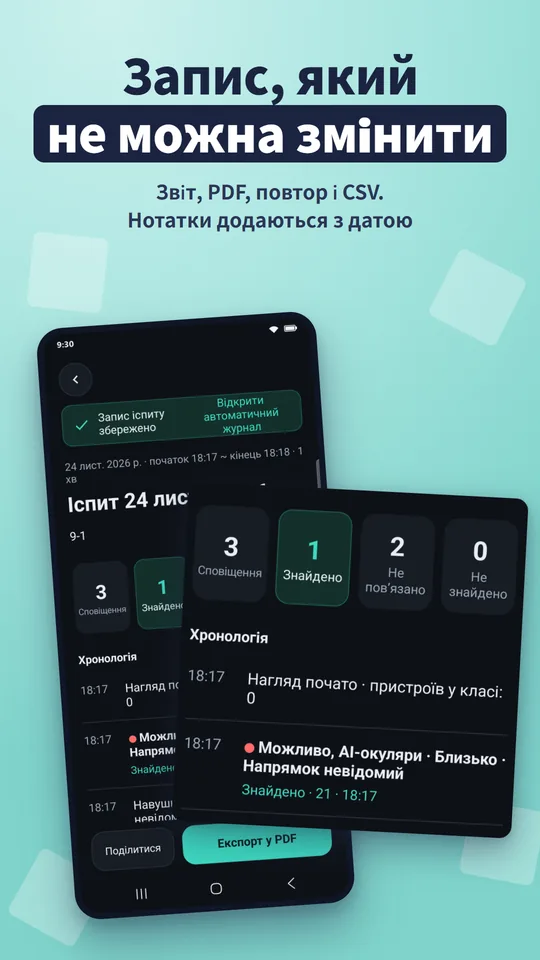 Запис, який
не можна змінити
Звіт, PDF, повтор і CSV.
Нотатки додаються з датою
9:30
Запис іспиту
збережено
Відкрити
автоматичний
журнал
24 лист. 2026 р. · початок 18:17 ~ кінець 18:18 · 1
хв
Іспит 24 лис
9-1
3
Сповіщення
1
Знайдено
Хронологія
18:17
Нагляд
0
18:17
Знайдено
18:17
Поділитися
Експорт у PDF
3
Сповіщення
1
Знайдено
2
Не
пов'язано
0
Не
знайдено
Хронологія
18:17
Нагляд почато · пристроїв у класі:
0
18:17
Можливо, AI-окуляри · Близько ·
Напрямок невідомий
Знайдено · 21 · 18:17